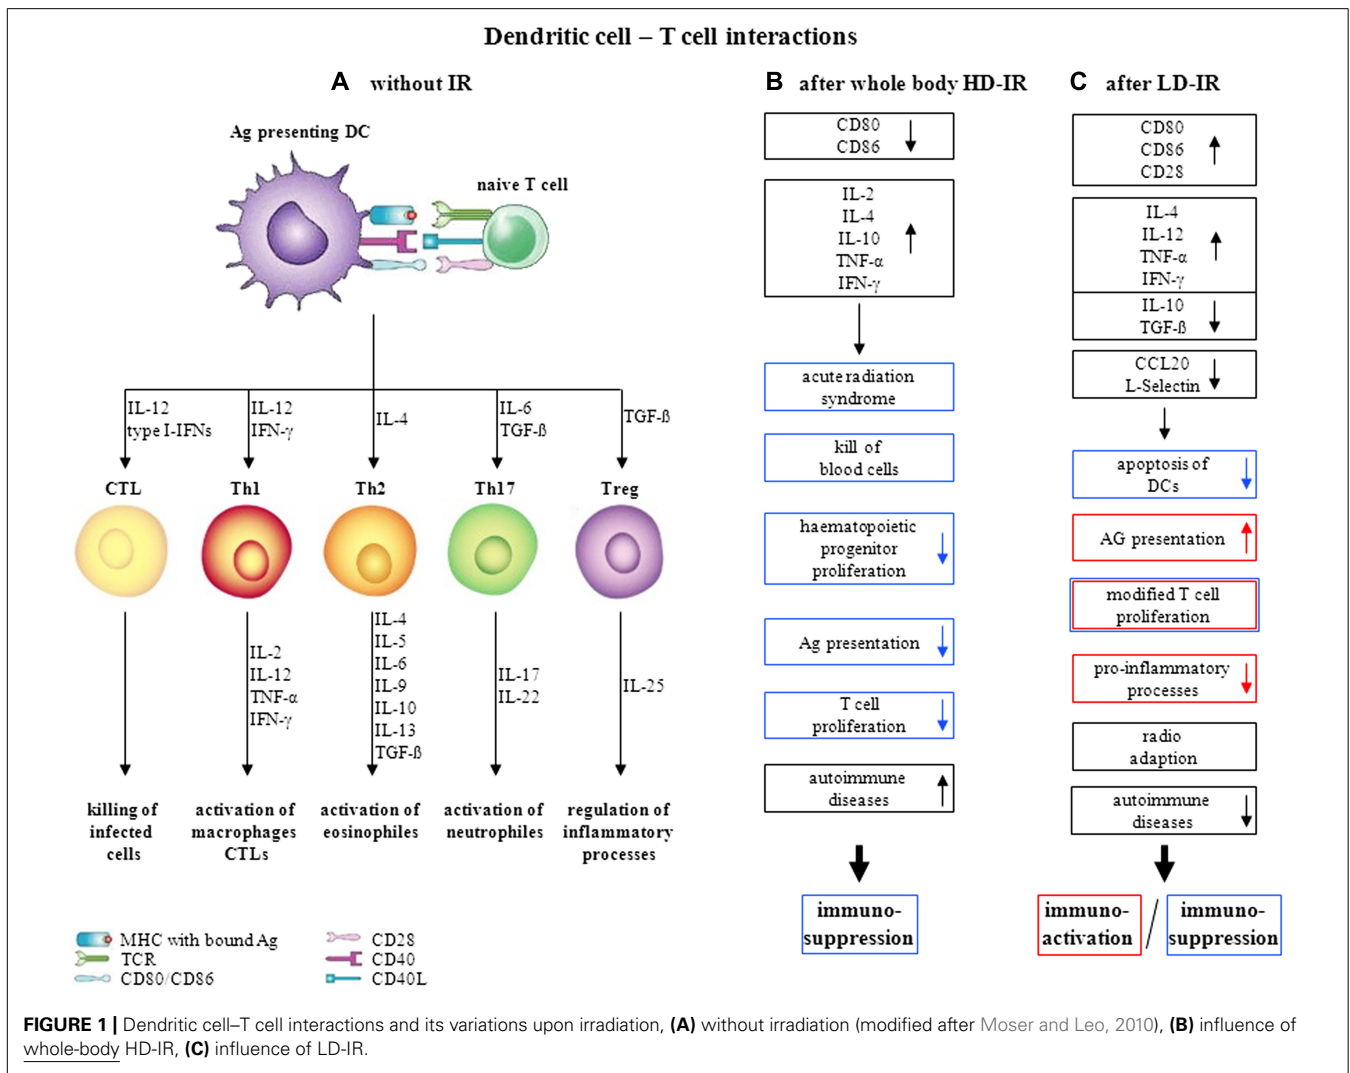 Dendritic cell – T cell interactions
A without IR
Ag presenting DC
naive T cell
IL-12
type I-IFNs
IL-12
IFN-γ
IL-4
IL-6
TGF-ß
TGF-ß
CTL
Th1
Th2
Th17
Treg
IL-2
IL-12
TNF-α
IFN-γ
IL-4
IL-5
IL-6
IL-9
IL-10
IL-13
TGF-ß
IL-17
IL-22
IL-25
killing of
infected
cells
activation of
macrophages
CTLs
activation of
eosinophiles
activation of
neutrophiles
regulation of
inflammatory
processes
MHC with bound Ag
TCR
CD80/CD86
CD28
CD40
CD40L
B after whole body HD-IR
CD80
CD86
IL-2
IL-4
IL-10
TNF-α
IFN-γ
acute radiation
syndrome
kill of
blood cells
haematopoietic
progenitor
proliferation
Ag presentation
T cell
proliferation
autoimmune
diseases
immuno-
suppression
C after LD-IR
CD80
CD86
CD28
IL-4
IL-12
TNF-α
IFN-γ
IL-10
TGF-ß
CCL20
L-Selectin
apoptosis of
DCs
AG presentation
modified T cell
proliferation
pro-inflammatory
processes
radio
adaption
autoimmune
diseases
immuno-
activation
/
immuno-
suppression
FIGURE 1 | Dendritic cell–T cell interactions and its variations upon irradiation, (A) without irradiation (modified after Moser and Leo, 2010), (B) influence of
whole-body HD-IR, (C) influence of LD-IR.